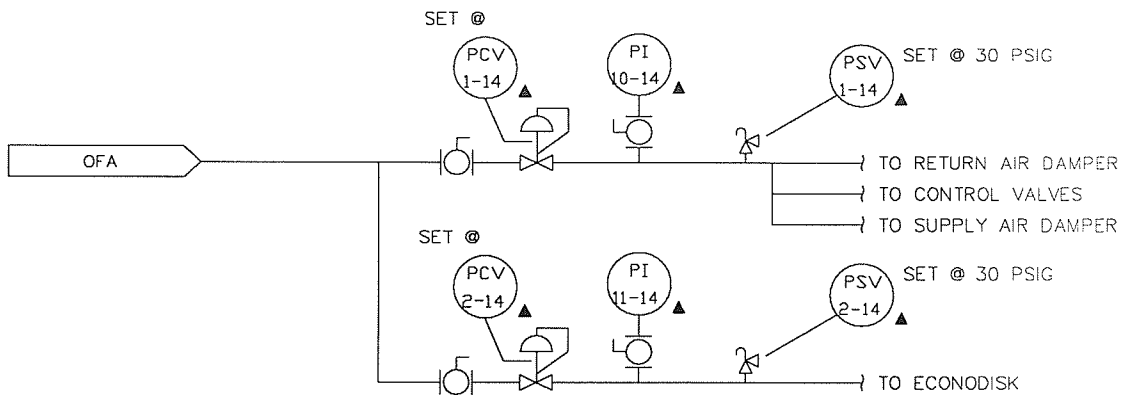 SET @
PCV
1-14
PI
10-14
PSV
1-14
SET @ 30 PSIG
OFA
TO RETURN AIR DAMPER
TO CONTROL VALVES
TO SUPPLY AIR DAMPER
SET @
PCV
2-14
PI
11-14
PSV
2-14
SET @ 30 PSIG
TO ECONODISK